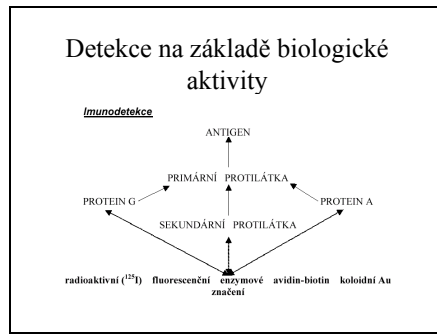 Detekce na základě biologické
aktivity
Imunodetekce
ANTIGEN
PRIMÁRNÍ PROTILÁTKA
PROTEIN G PROTEIN A
SEKUNDÁRNÍ PROTILÁTKA
radioaktivní (¹²⁵I) fluorescenční enzymové avidin-biotin koloidní Au
značení